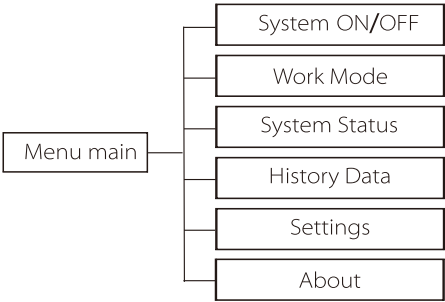 System ON/OFF
Work Mode
System Status
Menu main
History Data
Settings
About